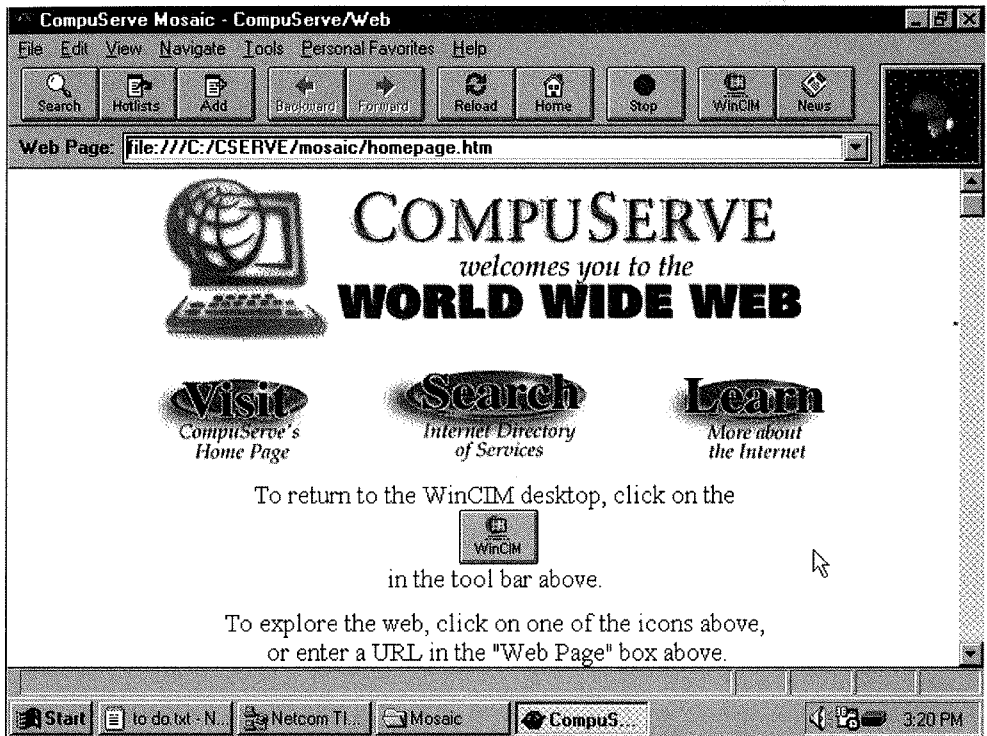 CompuServe Mosaic - CompuServe/Web
File Edit View Navigate Tools Personal Favorites Help
Search Hotlists Add Backward Forward Reload Home Stop WinCIM News
Web Page: file:///C:/CSERVE/mosaic/homepage.htm
COMPUSERVE
welcomes you to the
WORLD WIDE WEB
Visit Search Learn
CompuServe's Internet Directory More about
Home Page of Services the Internet
To return to the WinCIM desktop, click on the
WinCIM
in the tool bar above.
To explore the web, click on one of the icons above,
or enter a URL in the "Web Page" box above.
Start to do.txt - N... Netcom TI... Mosaic CompuS... 3:20 PM